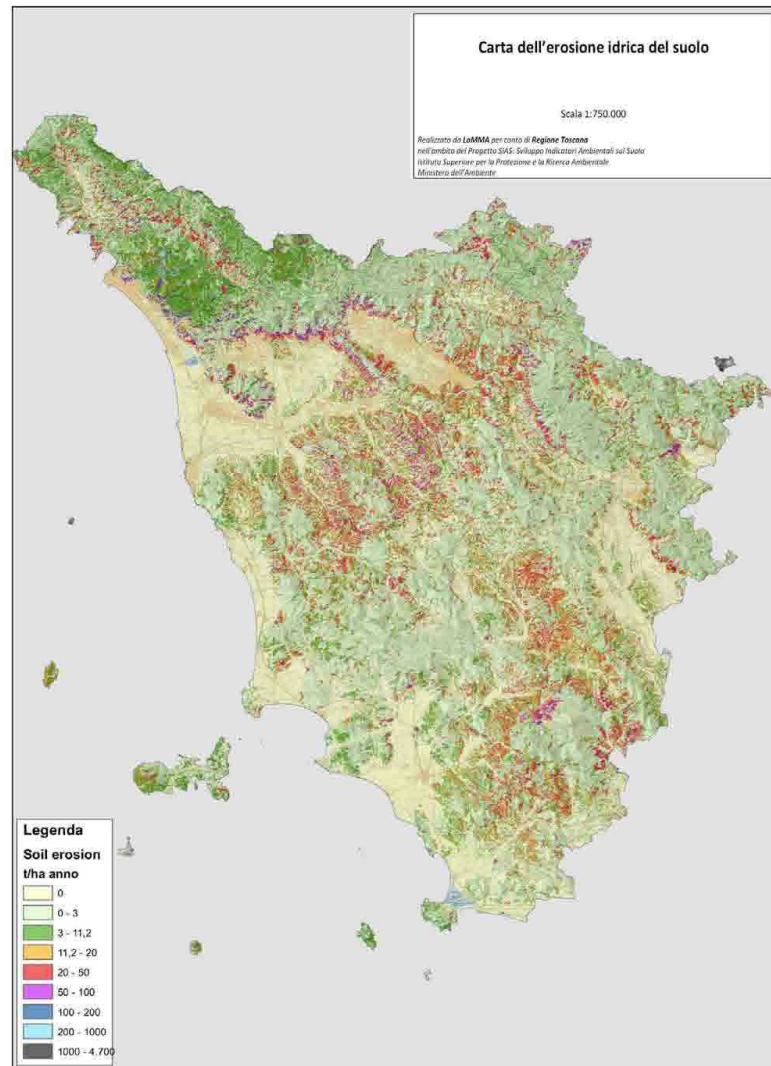 Carta dell'erosione idrica del suolo
Scala 1:750.000
Realizzato da LaMMA per conto di Regione Toscana
nell'ambito del Progetto SIAS: Sviluppo Indicatori Ambientali sul Suolo
Istituto Superiore per la Protezione e la Ricerca Ambientale
Ministero dell'Ambiente
Legenda
Soil erosion
t/ha anno
0
0 - 3
3 - 11,2
11,2 - 20
20 - 50
50 - 100
100 - 200
200 - 1000
1000 - 4.700